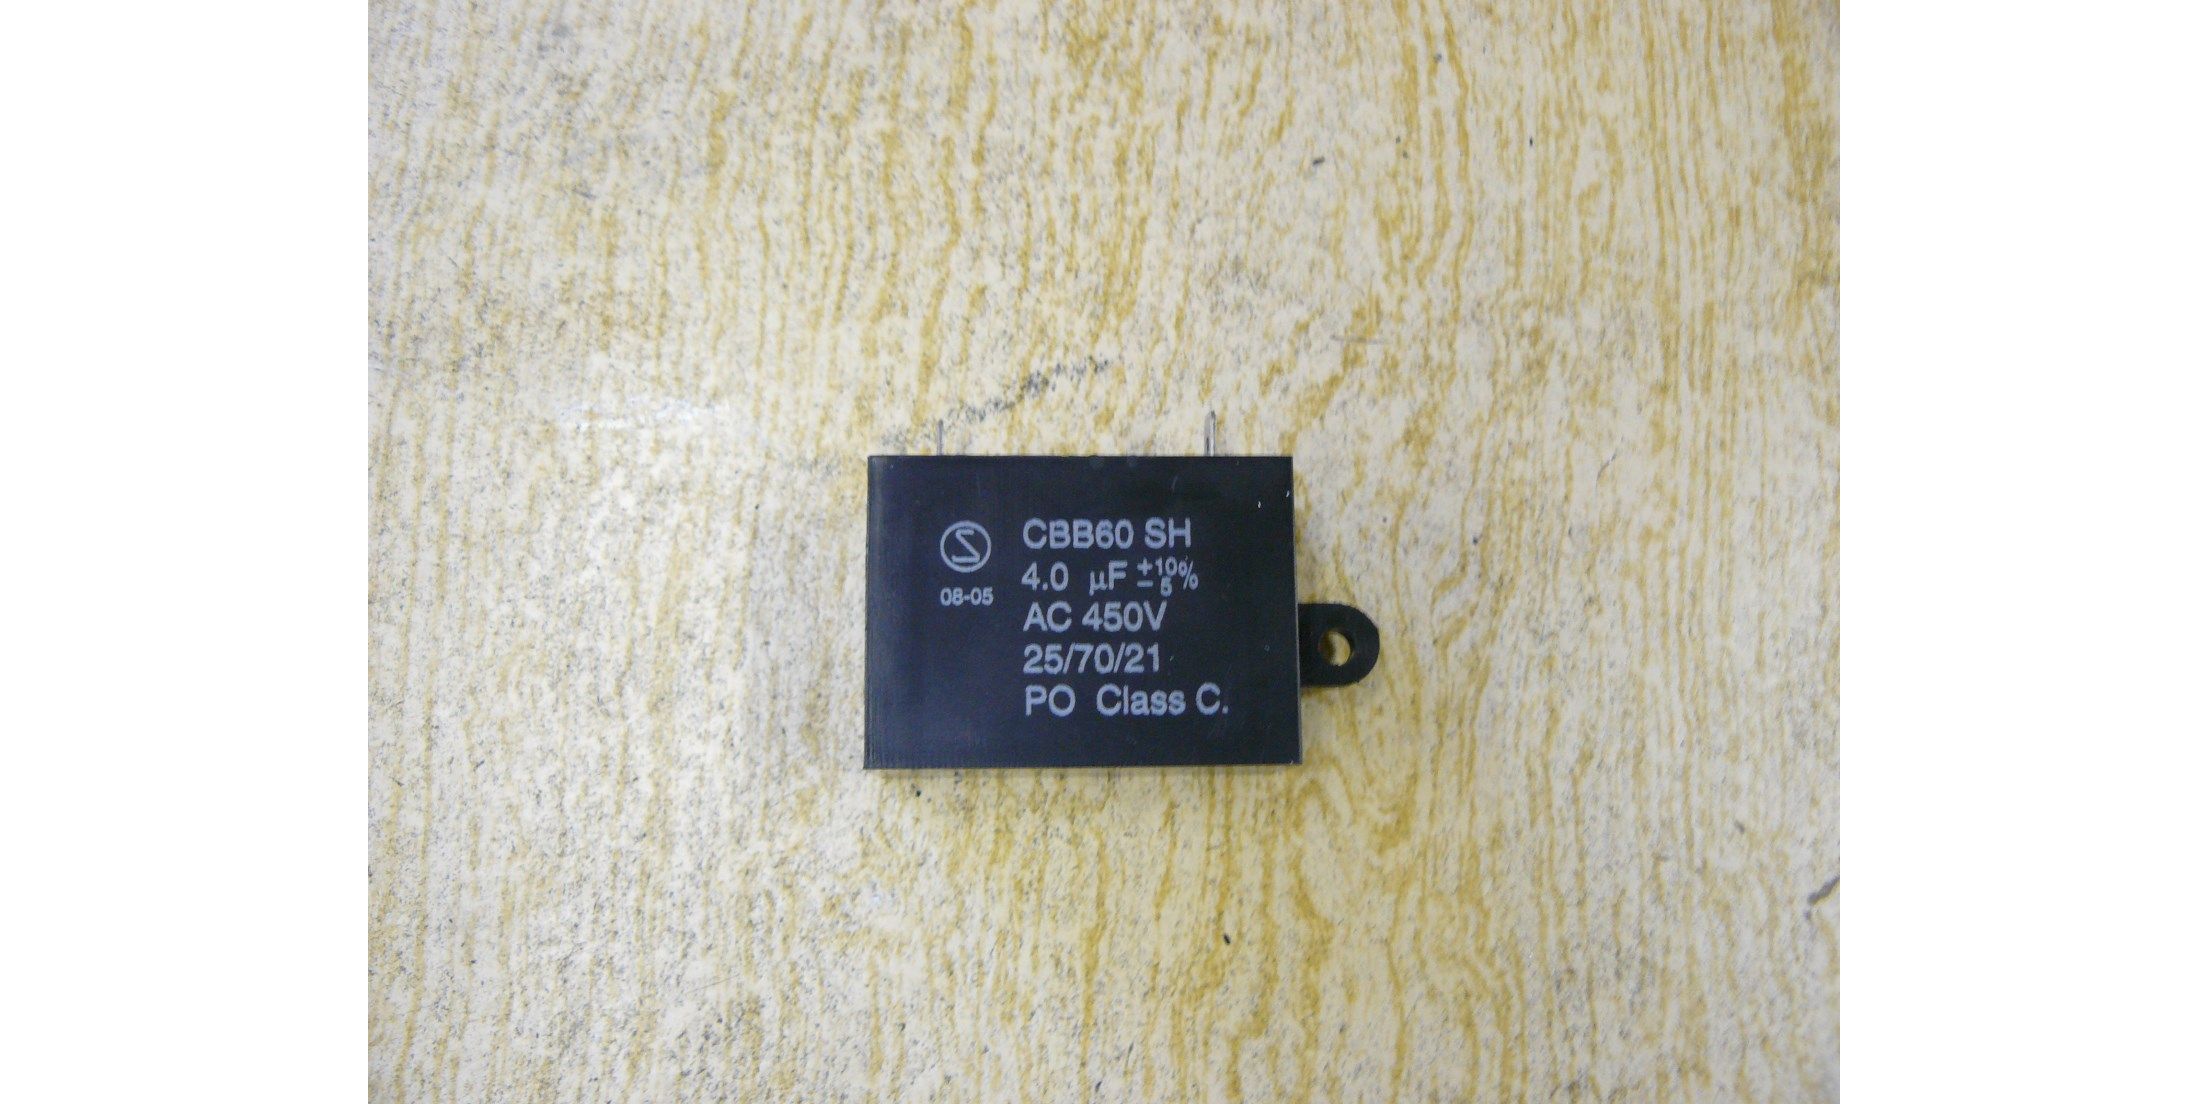 CBB60 SH
4.0 µF +10 -5 %
08-05
AC 450V
25/70/21
PO Class C.